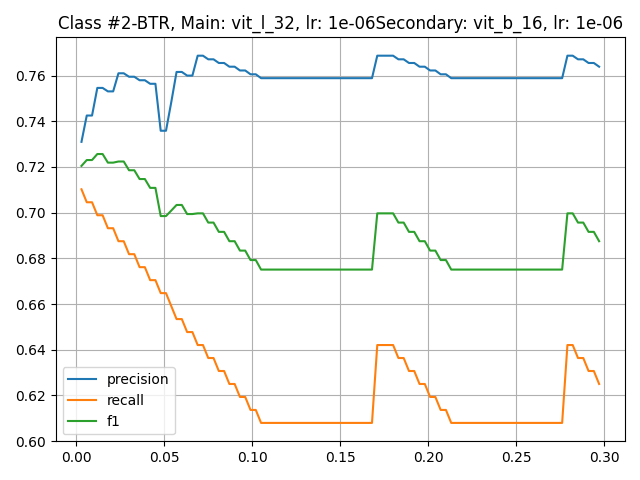 Class #2-BTR, Main: vit_l_32, lr: 1e-06Secondary: vit_b_16, lr: 1e-06
0.76
0.74
0.72
0.70
0.68
0.66
0.64
0.62
0.60
precision
recall
f1
0.00 0.05 0.10 0.15 0.20 0.25 0.30